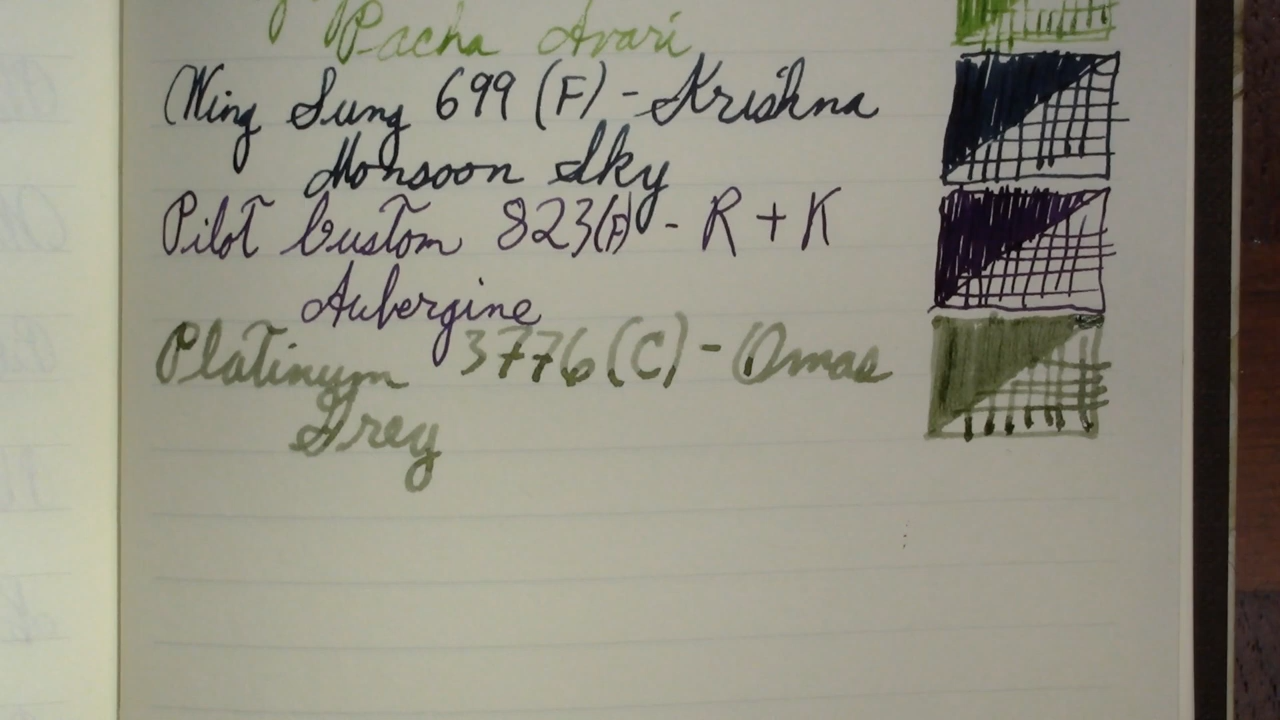 Pacha Avari
Wing Sung 699 (F) - Krishna
Monsoon Sky
Pilot Custom 823(F) - R + K
Aubergine
Platinum 3776 (C) - Omas
Grey